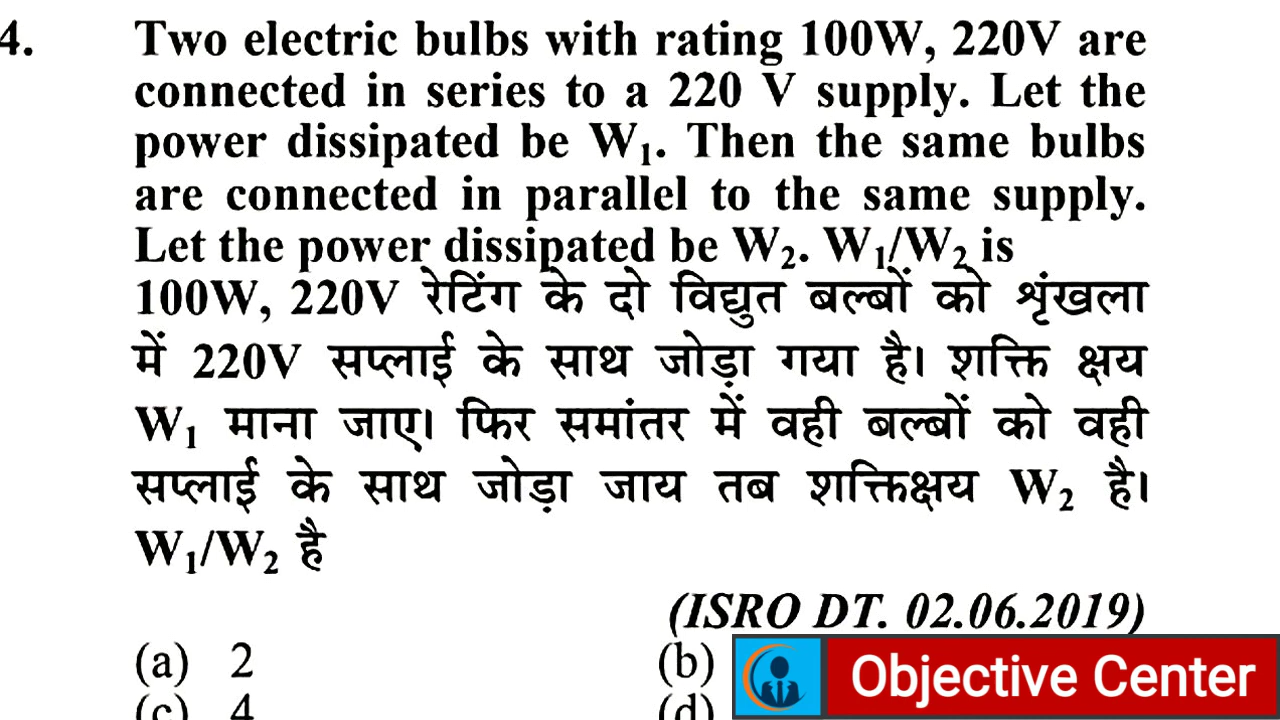 4. Two electric bulbs with rating 100W, 220V are
connected in series to a 220 V supply. Let the
power dissipated be W₁. Then the same bulbs
are connected in parallel to the same supply.
Let the power dissipated be W₂. W₁/W₂ is
100W, 220V रेटिंग के दो विद्युत बल्बों को शृंखला
में 220V सप्लाई के साथ जोड़ा गया है। शक्ति क्षय
W₁ माना जाए। फिर समांतर में वही बल्बों को वही
सप्लाई के साथ जोड़ा जाय तब शक्तिक्षय W₂ है।
W₁/W₂ है
(ISRO DT. 02.06.2019)
(a) 2 (b)
(c) 4 (d)
Objective Center